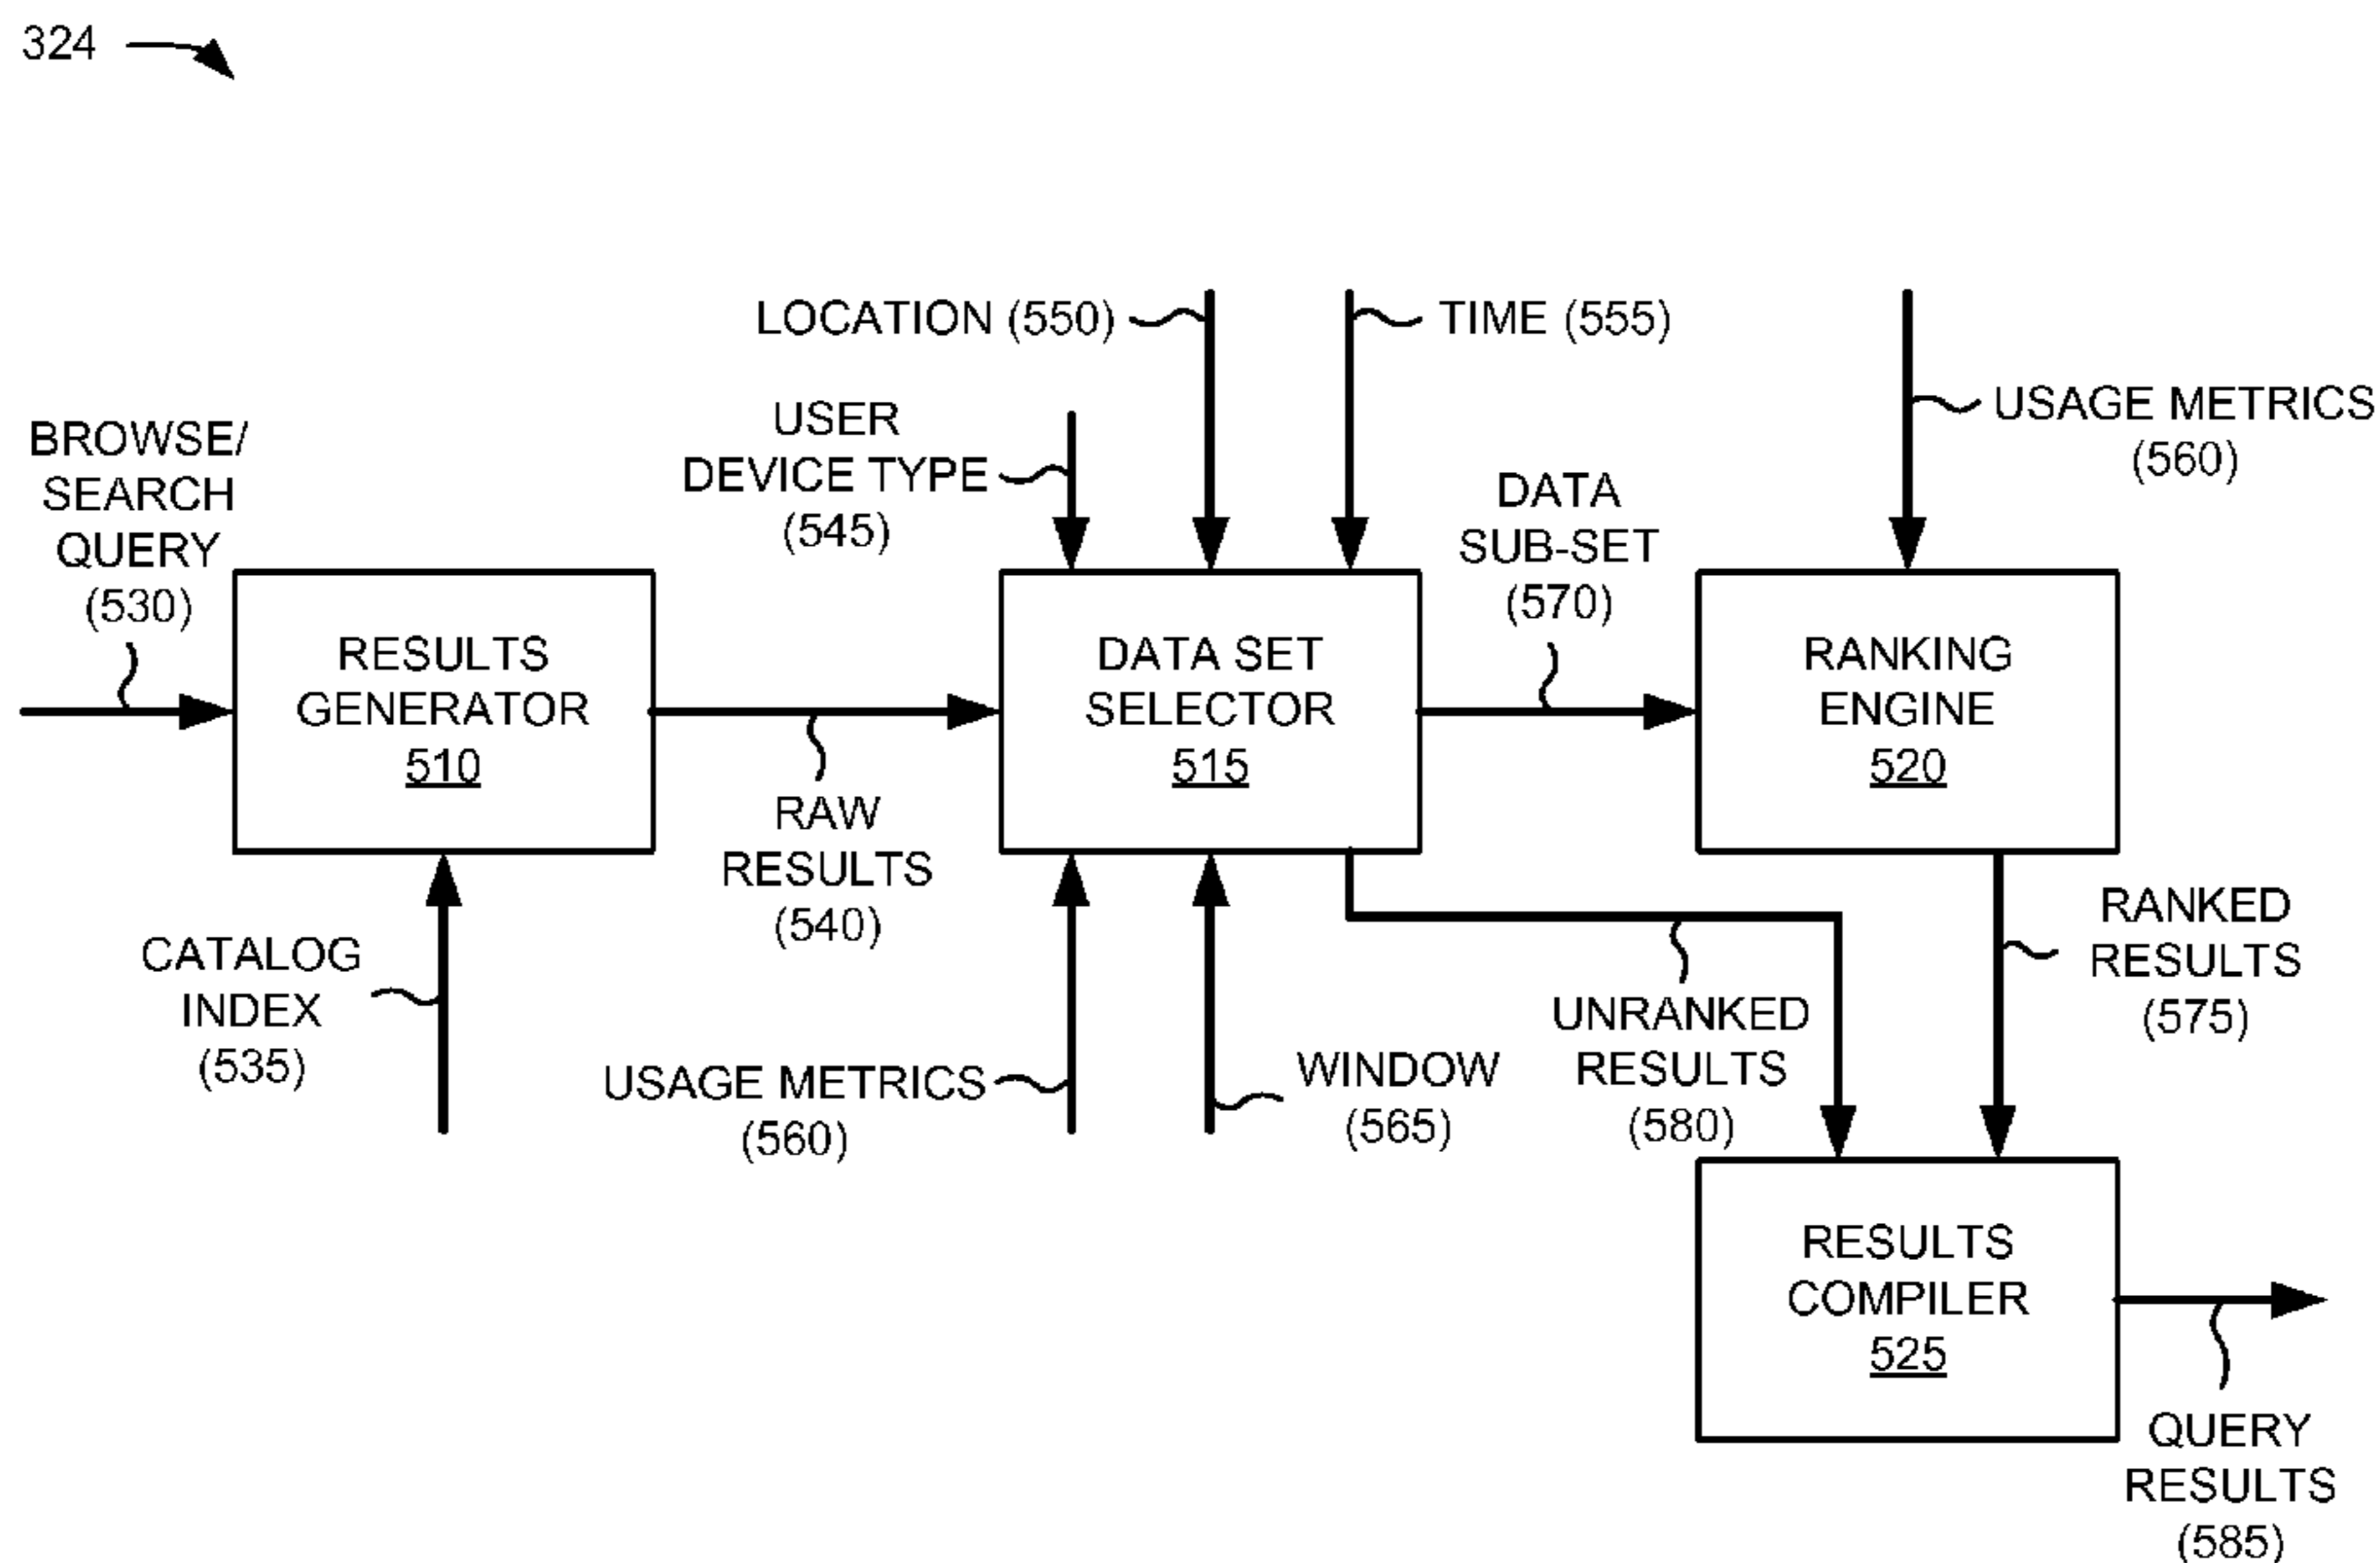 324
LOCATION (550)
TIME (555)
USER
DEVICE TYPE
(545)
USAGE METRICS
(560)
BROWSE/
SEARCH
QUERY
(530)
DATA
SUB-SET
(570)
RESULTS
GENERATOR
510
DATA SET
SELECTOR
515
RANKING
ENGINE
520
RAW
RESULTS
(540)
CATALOG
INDEX
(535)
USAGE METRICS
(560)
WINDOW
(565)
UNRANKED
RESULTS
(580)
RANKED
RESULTS
(575)
RESULTS
COMPILER
525
QUERY
RESULTS
(585)